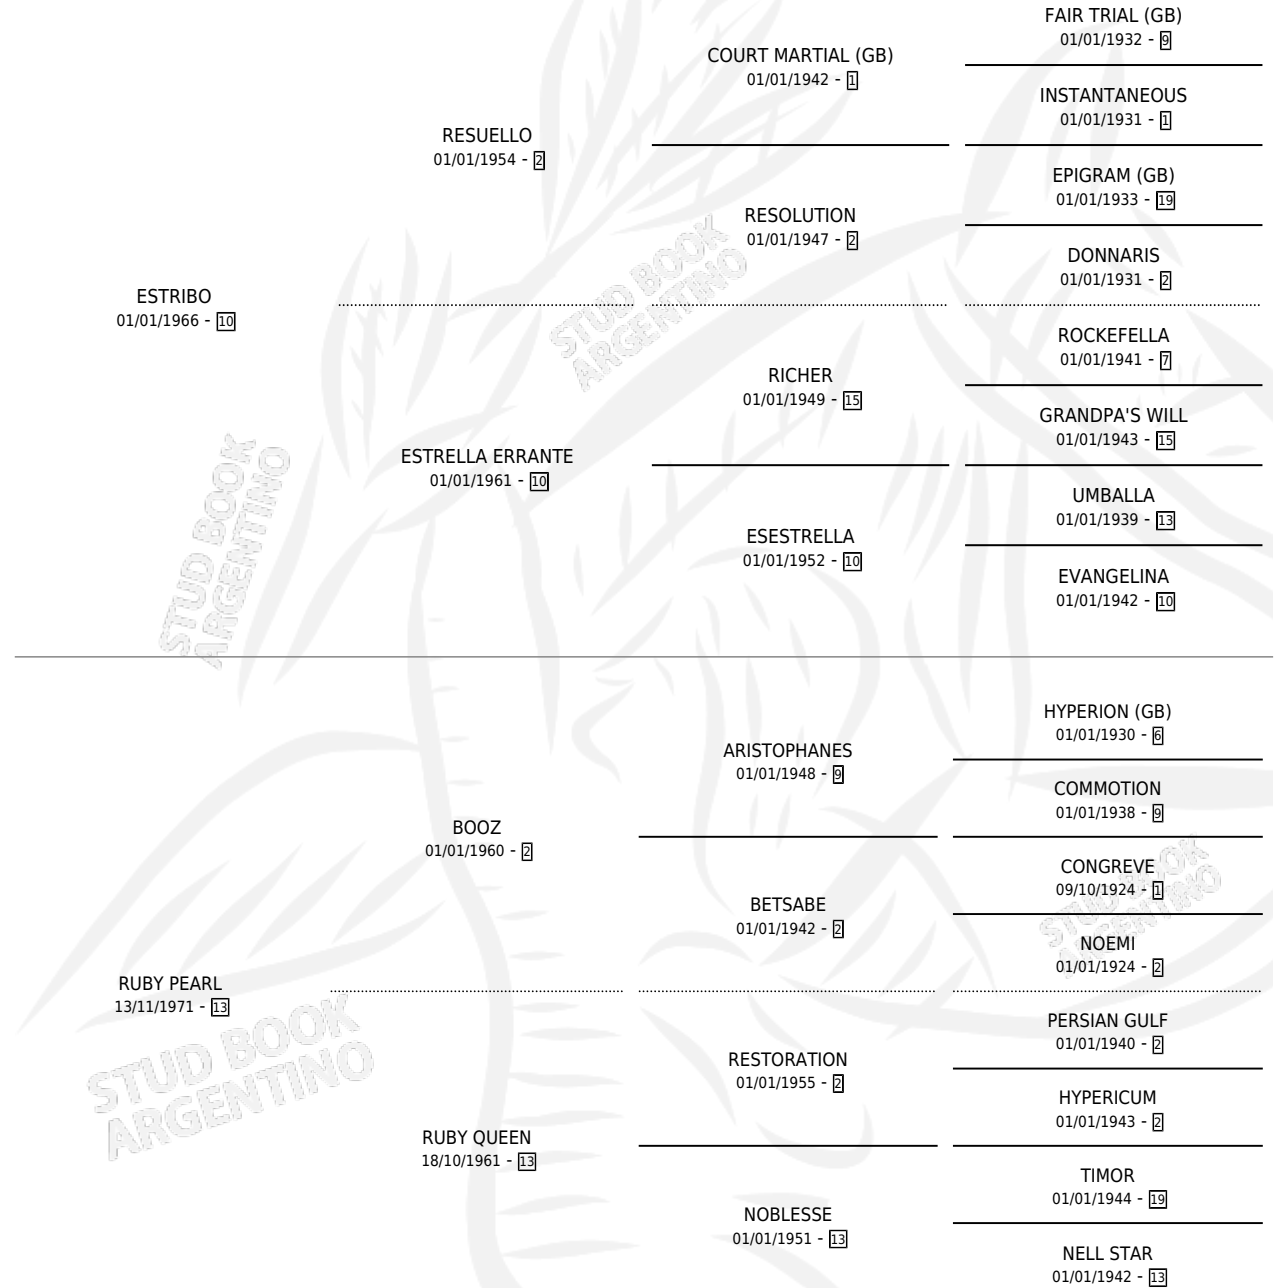 FAIR TRIAL (GB)
01/01/1932 - 9
COURT MARTIAL (GB)
01/01/1942 - 1
INSTANTANEOUS
01/01/1931 - 1
RESUELLO
01/01/1954 - 2
EPIGRAM (GB)
01/01/1933 - 19
RESOLUTION
01/01/1947 - 2
DONNARIS
01/01/1931 - 2
ESTRIBO
01/01/1966 - 10
STUD BOOK
ARGENTINO
ROCKEFELLA
01/01/1941 - 7
RICHER
01/01/1949 - 15
GRANDPA'S WILL
01/01/1943 - 15
ESTRELLA ERRANTE
01/01/1961 - 10
UMBALLA
01/01/1939 - 13
ESESTRELLA
01/01/1952 - 10
EVANGELINA
01/01/1942 - 10
STUD BOOK
ARGENTINO
HYPERION (GB)
01/01/1930 - 6
ARISTOPHANES
01/01/1948 - 9
COMMOTION
01/01/1938 - 9
BOOZ
01/01/1960 - 2
CONGREVE
09/10/1924 - 1
BETSABE
01/01/1942 - 2
STUD BOOK
ARGENTINO
NOEMI
01/01/1924 - 2
RUBY PEARL
13/11/1971 - 13
PERSIAN GULF
01/01/1940 - 2
STUD BOOK
ARGENTINO
RESTORATION
01/01/1955 - 2
HYPERICUM
01/01/1943 - 2
RUBY QUEEN
18/10/1961 - 13
TIMOR
01/01/1944 - 19
NOBLESSE
01/01/1951 - 13
NELL STAR
01/01/1942 - 13